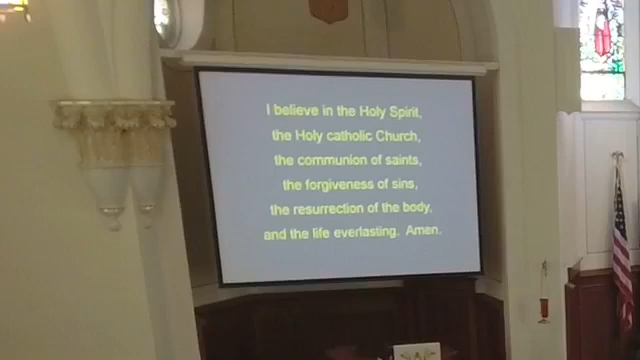 I believe in the Holy Spirit,
the Holy catholic Church,
the communion of saints,
the forgiveness of sins,
the resurrection of the body,
and the life everlasting. Amen.